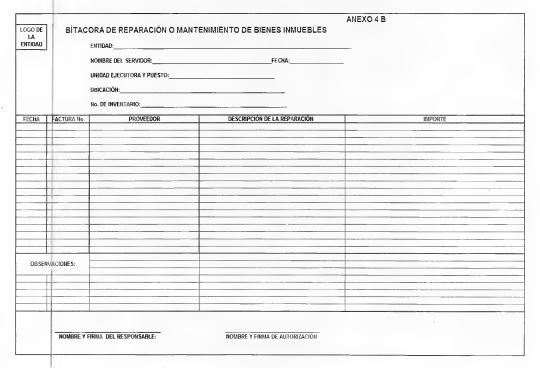 ANEXO 4 B
LOGO DE
LA
ENTIDAD
BITACORA DE REPARACIÓN O MANTENIMIENTO DE BIENES INMUEBLES
ENTIDAD:
NOMBRE DEL SERVIDOR: FECHA:
UNIDAD EJECUTORA Y PUESTO:
UBICACIÓN:
No. DE INVENTARIO:
FECHA FACTURA No. PROVEEDOR DESCRIPCION DE LA REPARACIÓN IMPORTE
OBSERVACIONES:
NOMBRE Y FIRMA DEL RESPONSABLE: NOMBRE Y FIRMA DE AUTORIZACIÓN